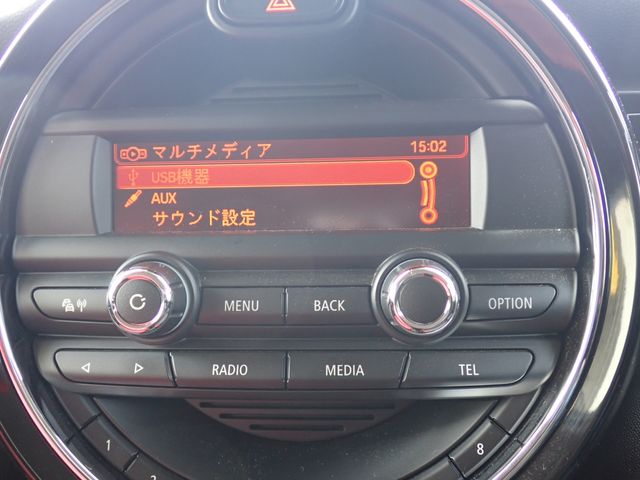 マルチメディア 15:02
USB機器
AUX
サウンド設定
MENU BACK OPTION
RADIO MEDIA TEL
1 8
2